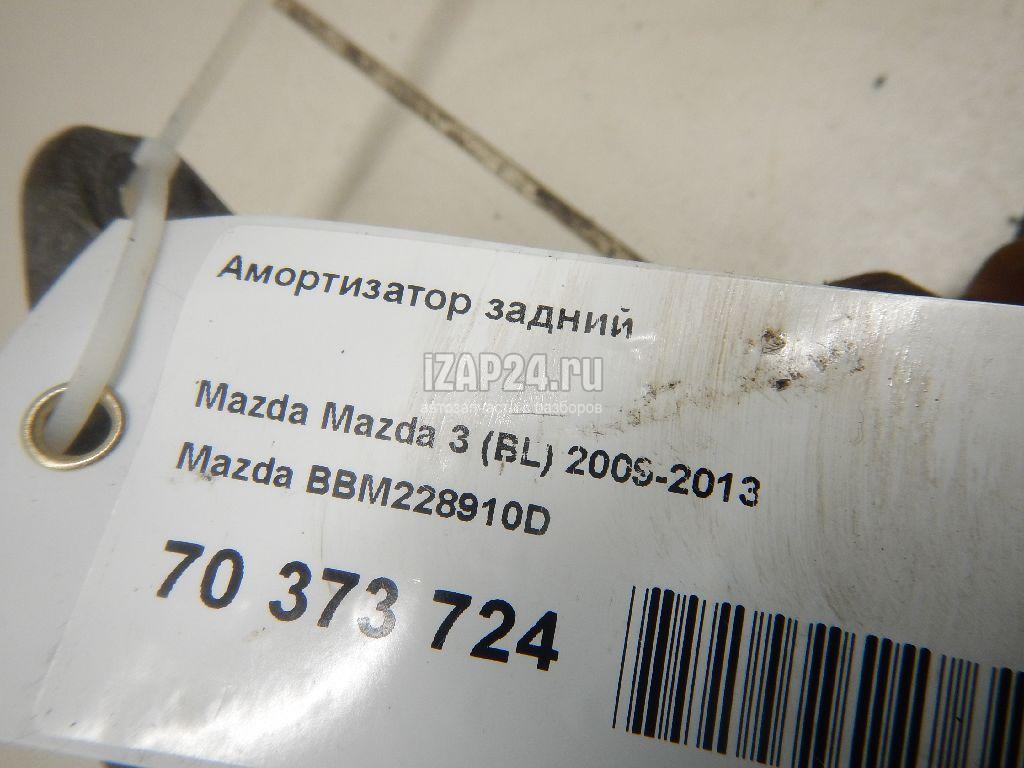 Амортизатор задний
iZAP24.ru
автозапчасти с разборов
Mazda Mazda 3 (BL) 2009-2013
Mazda BBM228910D
70 373 724